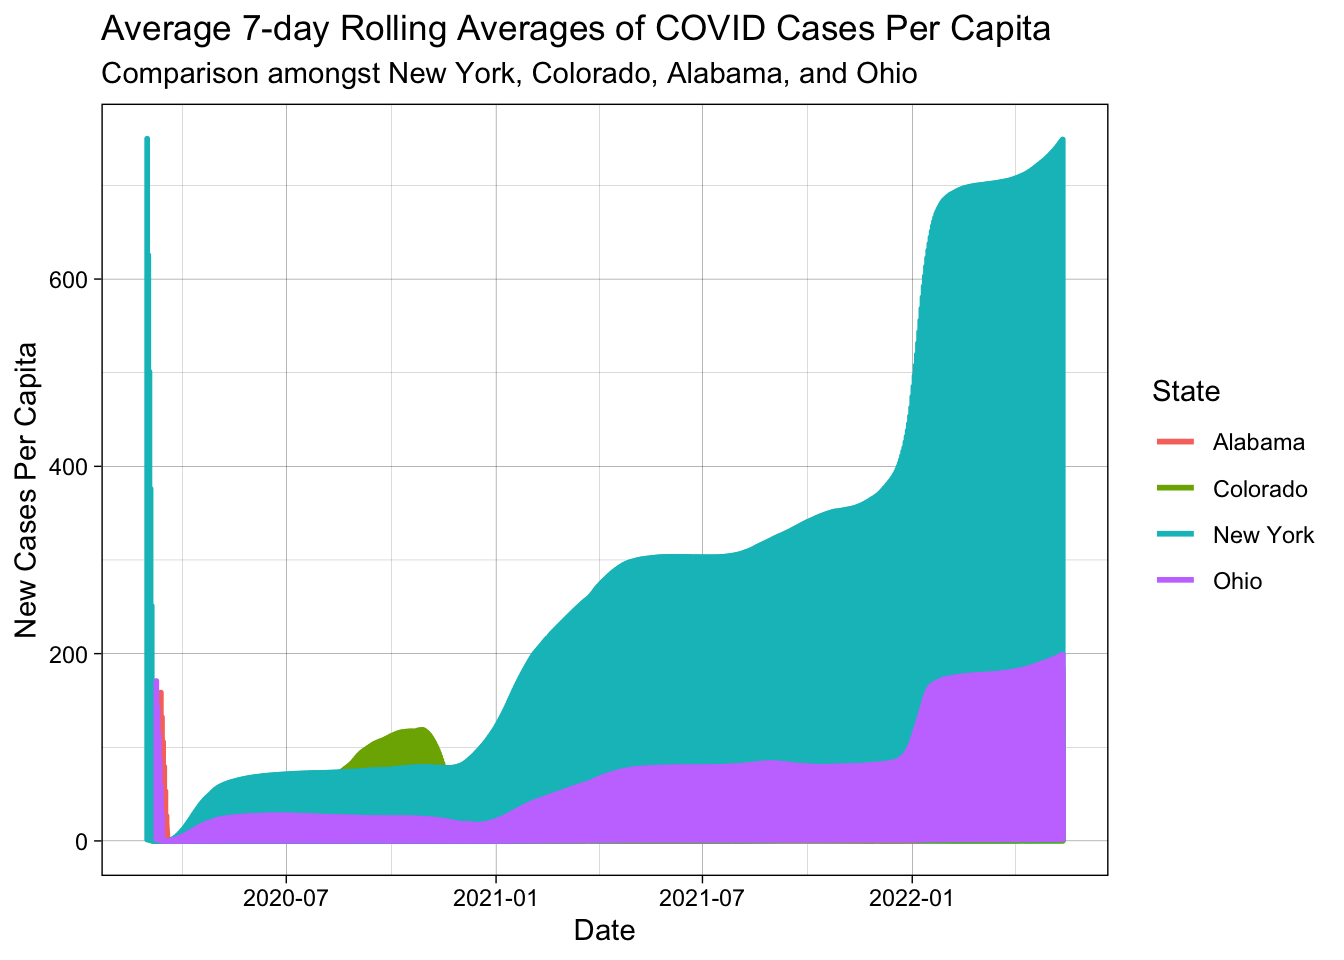 Average 7-day Rolling Averages of COVID Cases Per Capita
Comparison amongst New York, Colorado, Alabama, and Ohio
New Cases Per Capita
600
400
200
0
2020-07
2021-01
2021-07
2022-01
Date
State
Alabama
Colorado
New York
Ohio